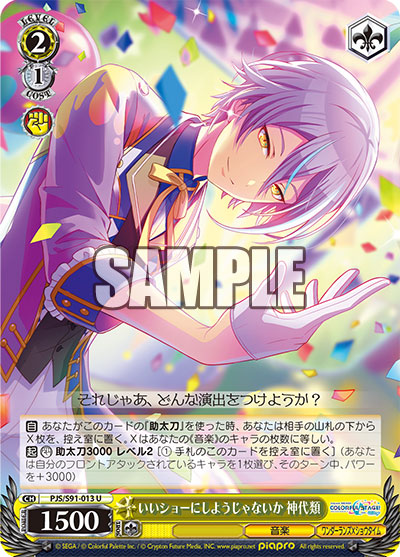 LEVEL
2
1
COST
SAMPLE
それじゃあ、どんな演出をつけようか？
自 あなたがこのカードの「助太刀」を使った時、あなたは相手の山札の下から
X枚を、控え室に置く。Xはあなたの《音楽》のキャラの枚数に等しい。
起 【手】助太刀3000 レベル2 ［① 手札のこのカードを控え室に置く］ （あなたは
自分のフロントアタックされているキャラを1枚選び、そのターン中、パワーを
＋3000）
CH PJS/S91-013 U
いいショーにしようじゃないか 神代類
COLORFUL STAGE!
POWER
1500
音楽
ワンダーランズ×ショウタイム
© SEGA / © Colorful Palette Inc. / © Crypton Future Media, INC. www.piapro.net piapro